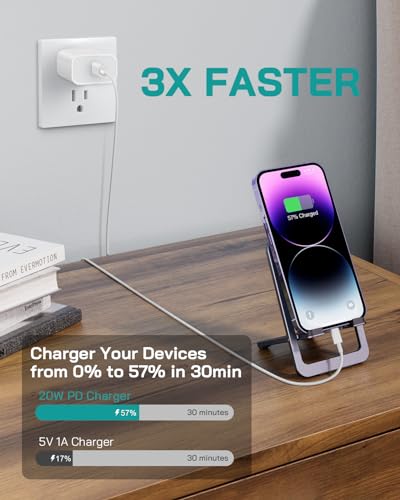 3X FASTER
57% Charged
FROM EVERMOTION
Charger Your Devices
from 0% to 57% in 30min
20W PD Charger
57%
30 minutes
5V 1A Charger
17%
30 minutes